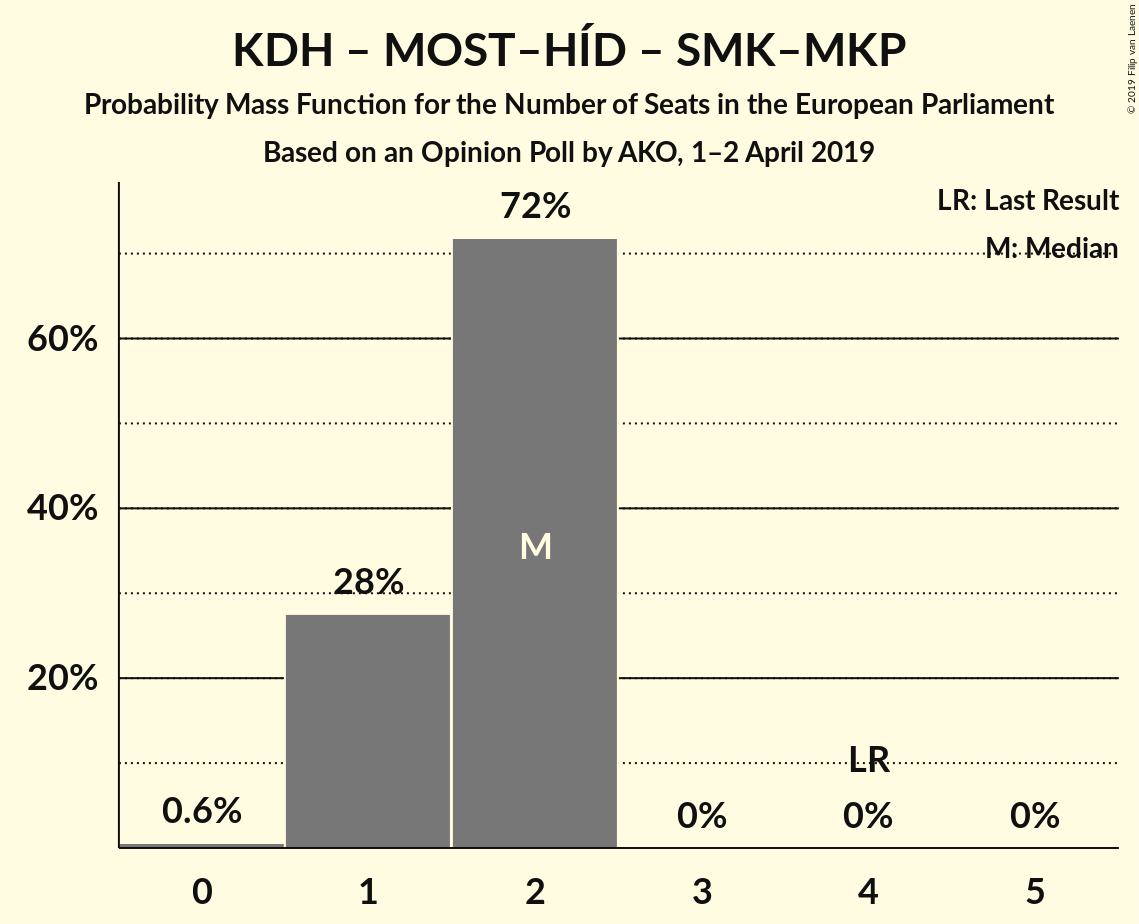 KDH – MOST–HÍD – SMK–MKP
Probability Mass Function for the Number of Seats in the European Parliament
Based on an Opinion Poll by AKO, 1–2 April 2019
© 2019 Filip van Laenen
LR: Last Result
M: Median
72%
60%
40%
M
28%
20%
LR
0.6%
0%
0%
0%
0
1
2
3
4
5